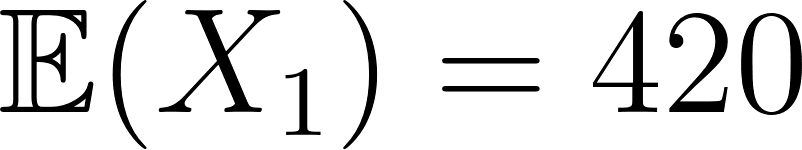 𝔼(X₁) = 420